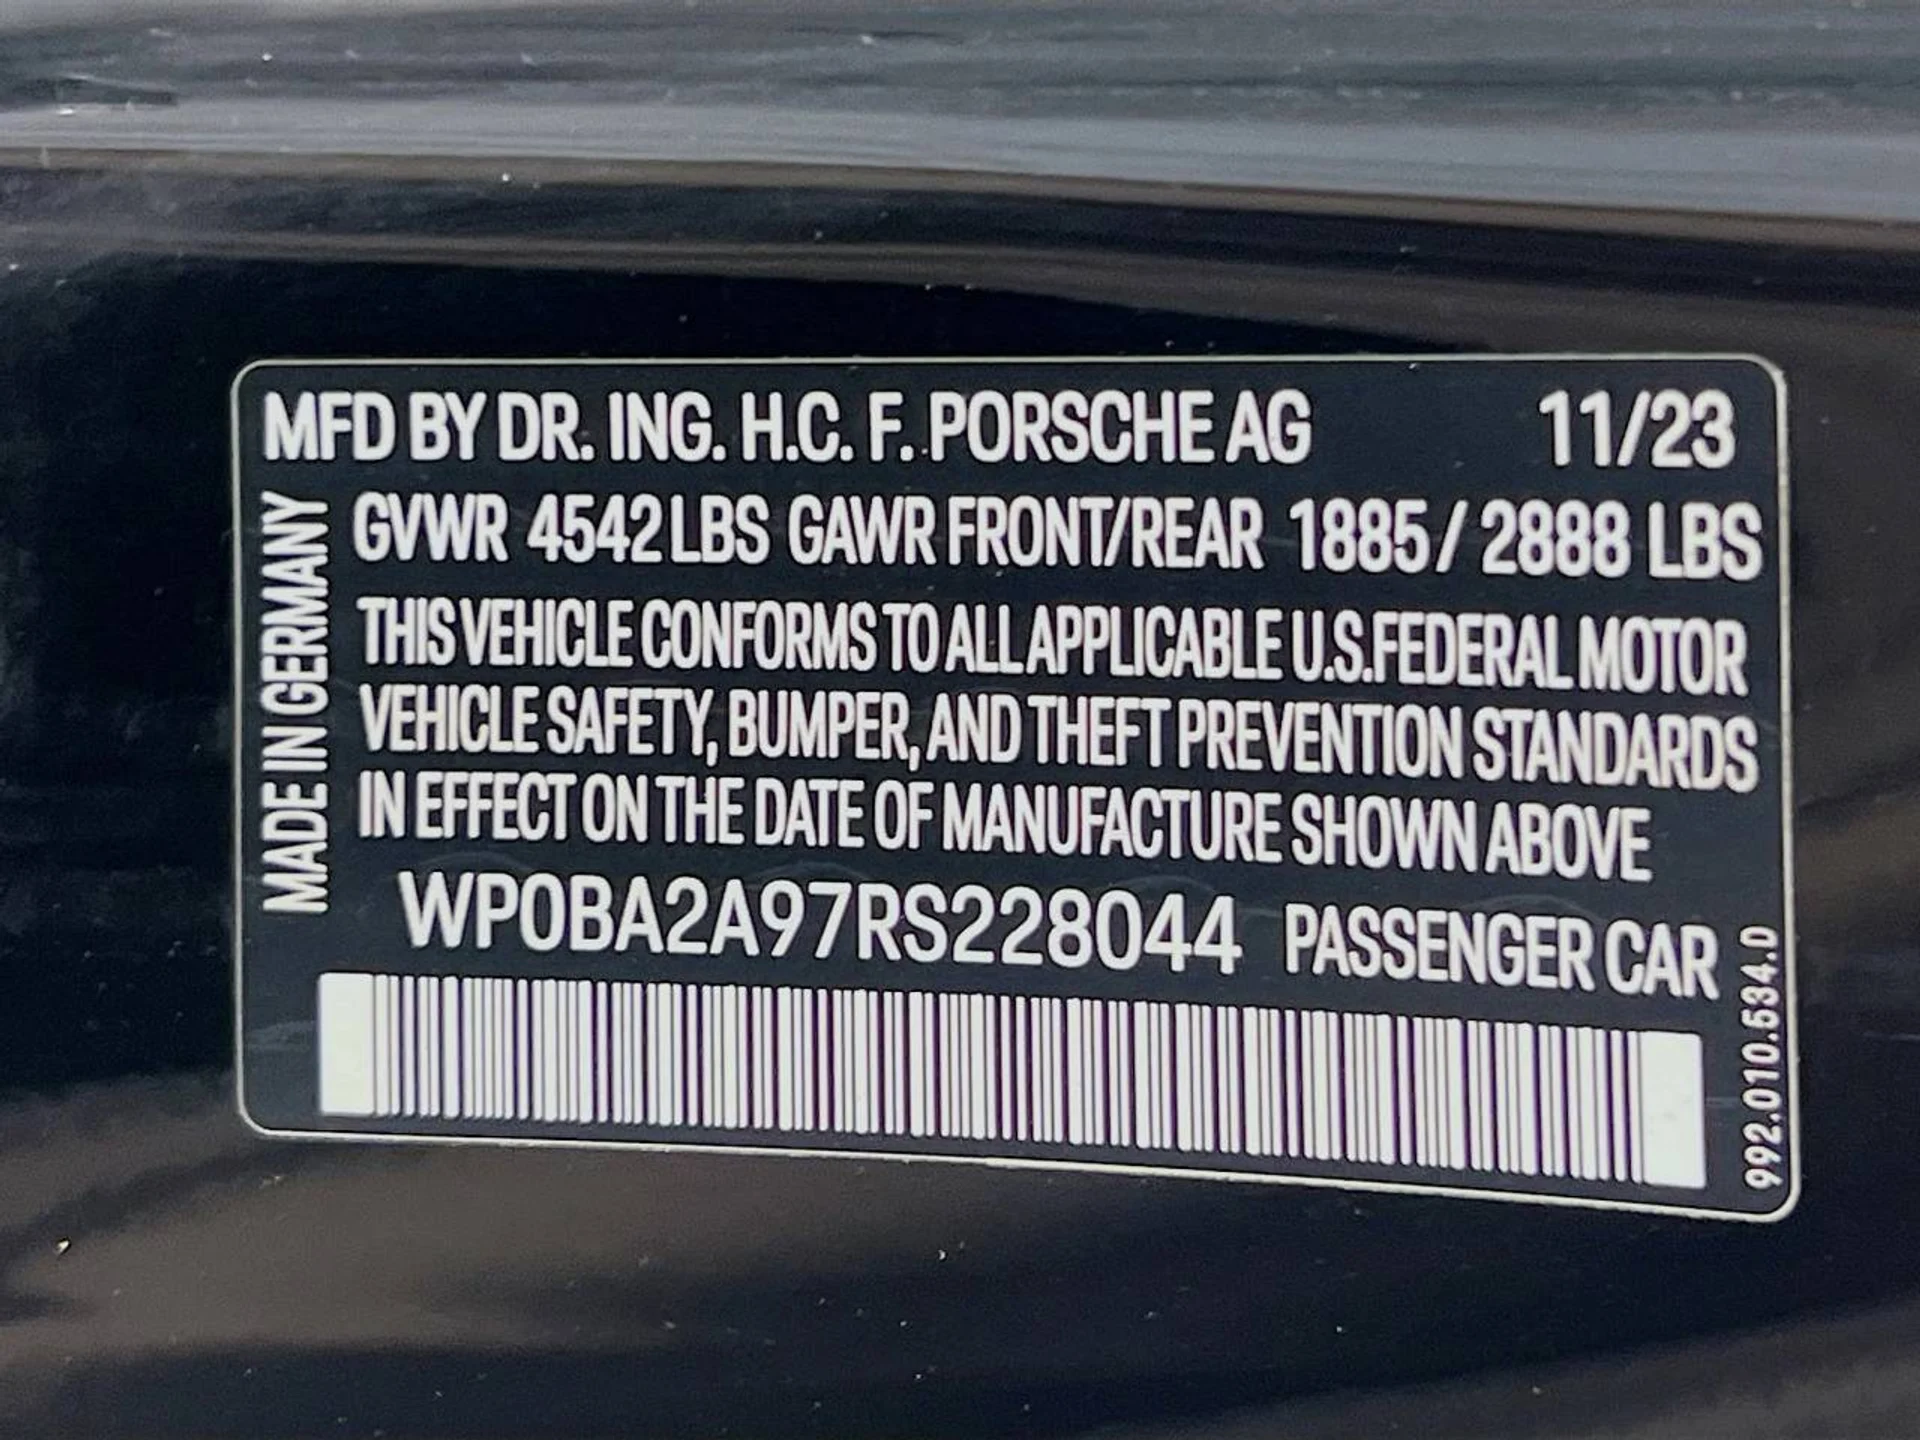 MFD BY DR. ING. H.C. F. PORSCHE AG 11/23
MADE IN GERMANY
GVWR 4542 LBS GAWR FRONT/REAR 1885 / 2888 LBS
THIS VEHICLE CONFORMS TO ALL APPLICABLE U.S.FEDERAL MOTOR
VEHICLE SAFETY, BUMPER, AND THEFT PREVENTION STANDARDS
IN EFFECT ON THE DATE OF MANUFACTURE SHOWN ABOVE
WP0BA2A97RS228044 PASSENGER CAR
992.010.534.D